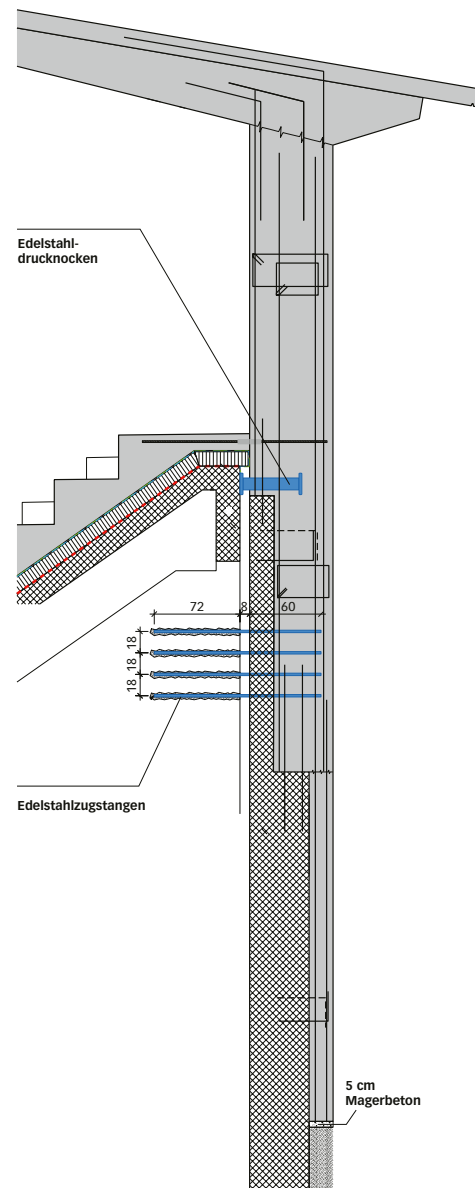 Edelstahl-
drucknocken
72 8 60
18
18
18
Edelstahlzugstangen
5 cm
Magerbeton